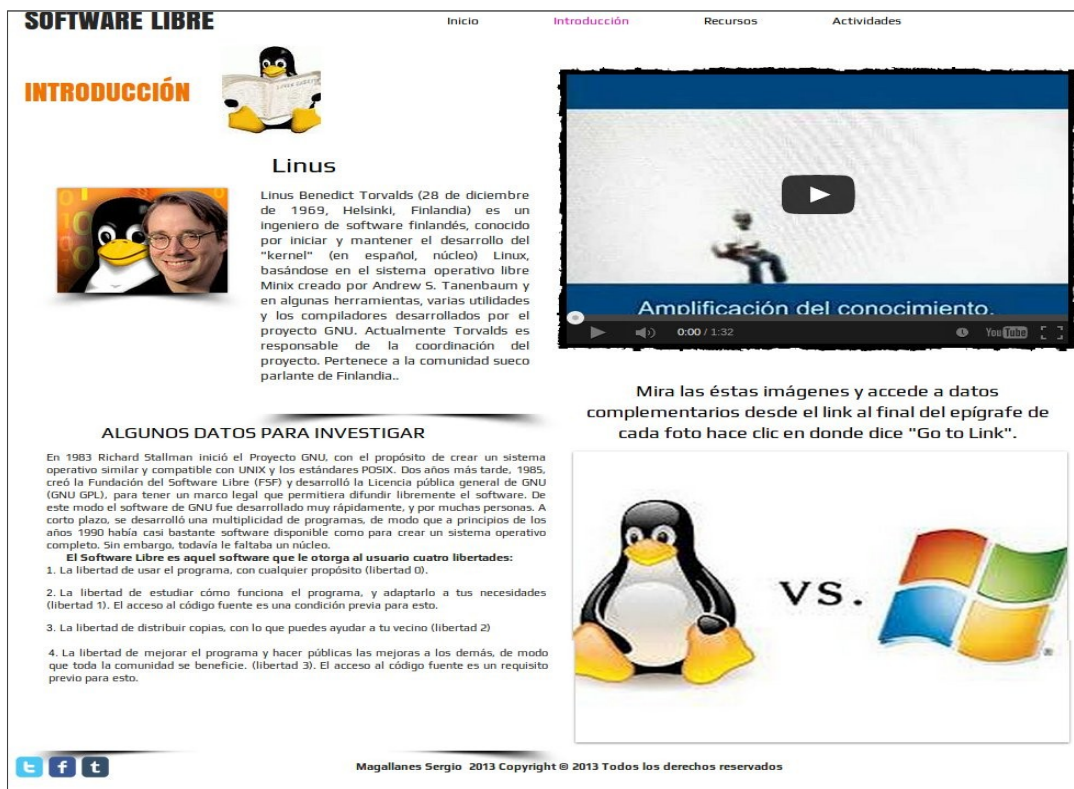 SOFTWARE LIBRE
Inicio Introducción Recursos Actividades
INTRODUCCIÓN
Linus
Linus Benedict Torvalds (28 de diciembre
de 1969, Helsinki, Finlandia) es un
ingeniero de software finlandés, conocido
por iniciar y mantener el desarrollo del
"kernel" (en español, núcleo) Linux,
basándose en el sistema operativo libre
Minix creado por Andrew S. Tanenbaum y
en algunas herramientas, varias utilidades
y los compiladores desarrollados por el
proyecto GNU. Actualmente Torvalds es
responsable de la coordinación del
proyecto. Pertenece a la comunidad sueco
parlante de Finlandia..
ALGUNOS DATOS PARA INVESTIGAR
En 1983 Richard Stallman inició el Proyecto GNU, con el propósito de crear un sistema
operativo similar y compatible con UNIX y los estándares POSIX. Dos años más tarde, 1985,
creó la Fundación del Software Libre (FSF) y desarrolló la Licencia pública general de GNU
(GNU GPL), para tener un marco legal que permitiera difundir libremente el software. De
este modo el software de GNU fue desarrollado muy rápidamente, y por muchas personas. A
corto plazo, se desarrolló una multiplicidad de programas, de modo que a principios de los
años 1990 había casi bastante software disponible como para crear un sistema operativo
completo. Sin embargo, todavía le faltaba un núcleo.
El Software Libre es aquel software que le otorga al usuario cuatro libertades:
1. La libertad de usar el programa, con cualquier propósito (libertad 0).
2. La libertad de estudiar cómo funciona el programa, y adaptarlo a tus necesidades
(libertad 1). El acceso al código fuente es una condición previa para esto.
3. La libertad de distribuir copias, con lo que puedes ayudar a tu vecino (libertad 2)
4. La libertad de mejorar el programa y hacer públicas las mejoras a los demás, de modo
que toda la comunidad se beneficie. (libertad 3). El acceso al código fuente es un requisito
previo para esto.
Amplificación del conocimiento.
0:00 / 1:32
YouTube
Mira las éstas imágenes y accede a datos
complementarios desde el link al final del epígrafe de
cada foto hace clic en donde dice "Go to Link".
VS.
Magallanes Sergio 2013 Copyright © 2013 Todos los derechos reservados